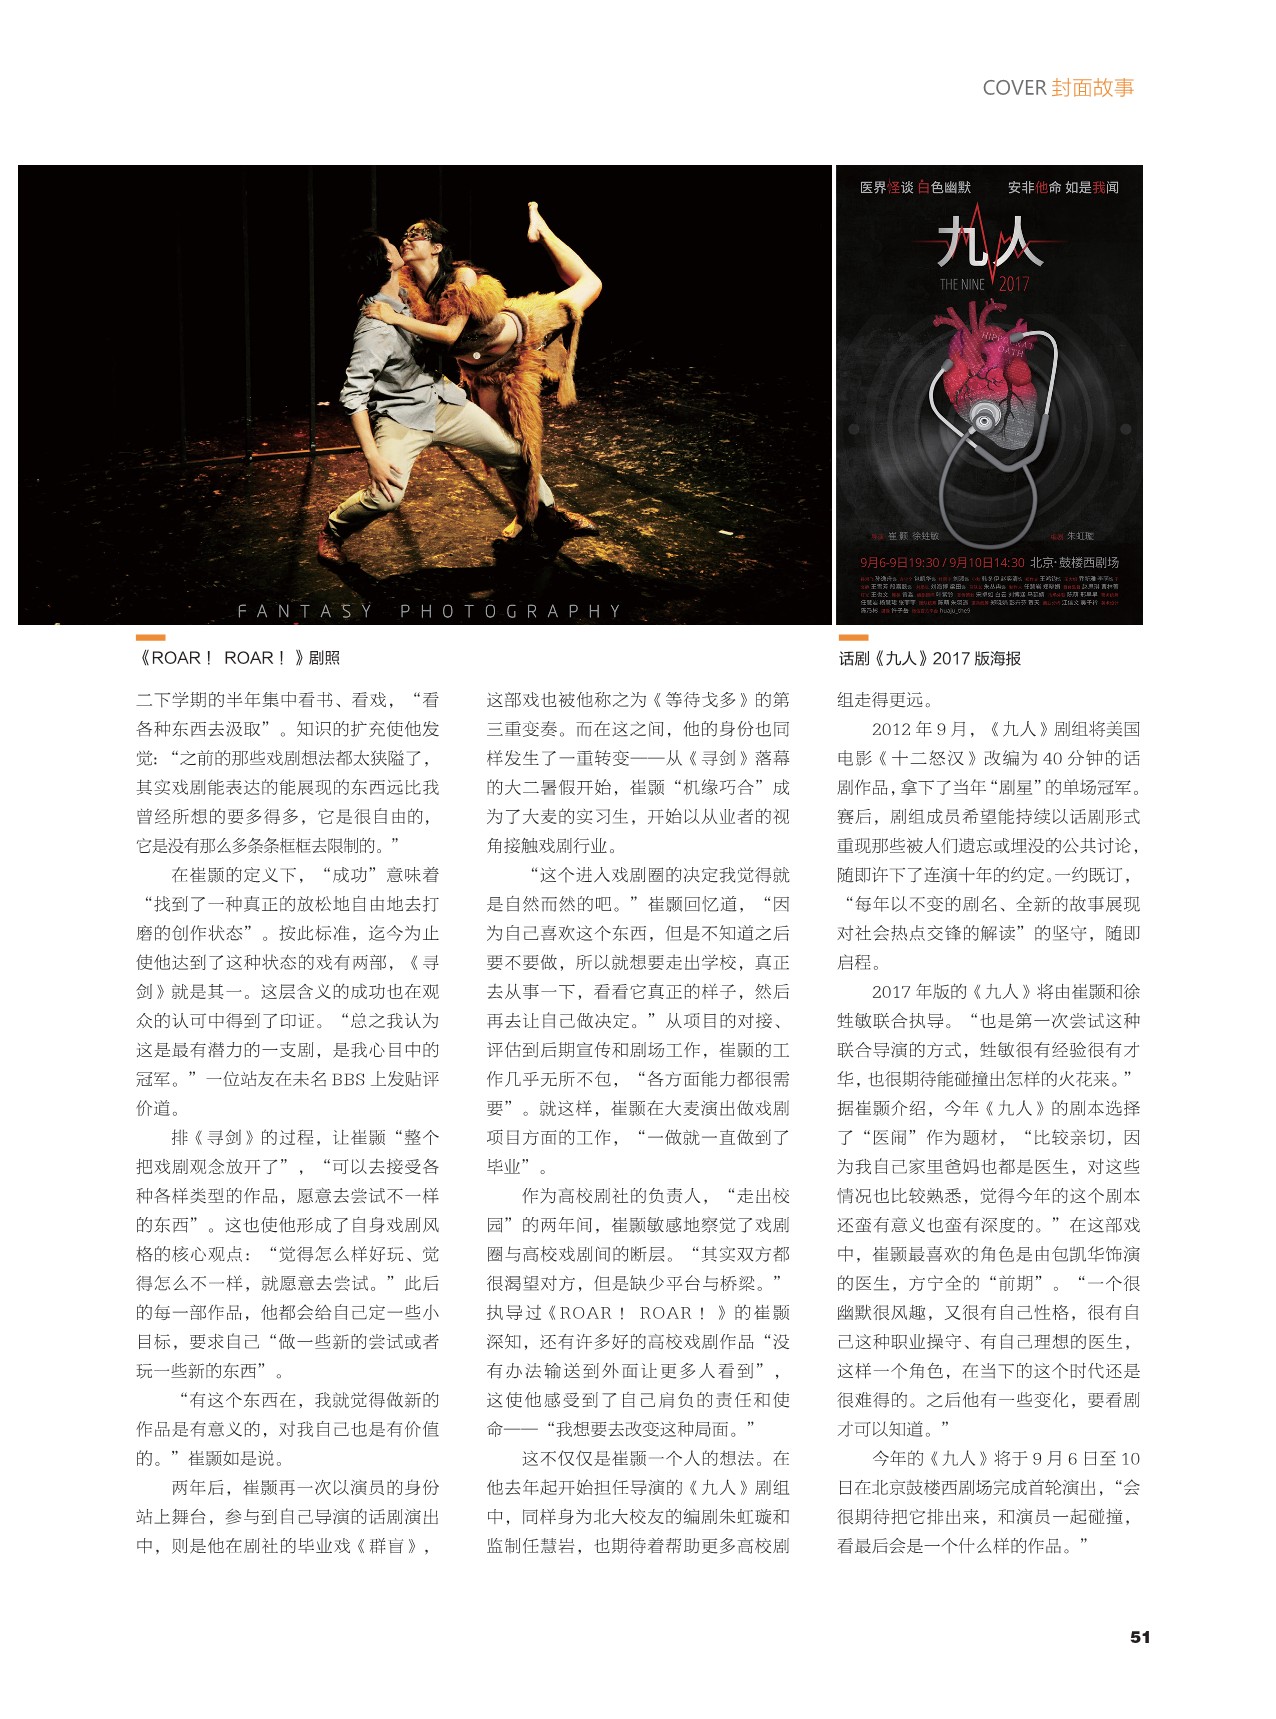 COVER 封面故事
医界怪谈 白色幽默 安非他命 如是我闻
九人
THE NINE 2017
HIPPOCRAT
OATH
崔颢 徐甡敏 朱虹璇
9月6-9日19:30 / 9月10日14:30 北京·鼓楼西剧场
FANTASY PHOTOGRAPHY
《ROAR！ ROAR！》剧照
话剧《九人》2017 版海报
二下学期的半年集中看书、看戏，“看
各种东西去汲取”。知识的扩充使他发
觉：“之前的那些戏剧想法都太狭隘了，
其实戏剧能表达的能展现的东西远比我
曾经所想的要多得多，它是很自由的，
它是没有那么多条条框框去限制的。”
在崔颢的定义下，“成功”意味着
“找到了一种真正的放松地自由地去打
磨的创作状态”。按此标准，迄今为止
使他达到了这种状态的戏有两部，《寻
剑》就是其一。这层含义的成功也在观
众的认可中得到了印证。“总之我认为
这是最有潜力的一支剧，是我心目中的
冠军。”一位站友在未名 BBS 上发贴评
价道。
排《寻剑》的过程，让崔颢“整个
把戏剧观念放开了”，“可以去接受各
种各样类型的作品，愿意去尝试不一样
的东西”。这也使他形成了自身戏剧风
格的核心观点：“觉得怎么样好玩、觉
得怎么不一样，就愿意去尝试。”此后
的每一部作品，他都会给自己定一些小
目标，要求自己“做一些新的尝试或者
玩一些新的东西”。
“有这个东西在，我就觉得做新的
作品是有意义的，对我自己也是有价值
的。”崔颢如是说。
两年后，崔颢再一次以演员的身份
站上舞台，参与到自己导演的话剧演出
中，则是他在剧社的毕业戏《群盲》，
这部戏也被他称之为《等待戈多》的第
三重变奏。而在这之间，他的身份也同
样发生了一重转变——从《寻剑》落幕
的大二暑假开始，崔颢“机缘巧合”成
为了大麦的实习生，开始以从业者的视
角接触戏剧行业。
“这个进入戏剧圈的决定我觉得就
是自然而然的吧。”崔颢回忆道，“因
为自己喜欢这个东西，但是不知道之后
要不要做，所以就想要走出学校，真正
去从事一下，看看它真正的样子，然后
再去让自己做决定。”从项目的对接、
评估到后期宣传和剧场工作，崔颢的工
作几乎无所不包，“各方面能力都很需
要”。就这样，崔颢在大麦演出做戏剧
项目方面的工作，“一做就一直做到了
毕业”。
作为高校剧社的负责人，“走出校
园”的两年间，崔颢敏感地察觉了戏剧
圈与高校戏剧间的断层。“其实双方都
很渴望对方，但是缺少平台与桥梁。”
执导过《ROAR！ ROAR！》的崔颢
深知，还有许多好的高校戏剧作品“没
有办法输送到外面让更多人看到”，
这使他感受到了自己肩负的责任和使
命——“我想要去改变这种局面。”
这不仅仅是崔颢一个人的想法。在
他去年起开始担任导演的《九人》剧组
中，同样身为北大校友的编剧朱虹璇和
监制任慧岩，也期待着帮助更多高校剧
组走得更远。
2012 年 9 月，《九人》剧组将美国
电影《十二怒汉》改编为 40 分钟的话
剧作品，拿下了当年“剧星”的单场冠军。
赛后，剧组成员希望能持续以话剧形式
重现那些被人们遗忘或埋没的公共讨论，
随即许下了连演十年的约定。一约既订，
“每年以不变的剧名、全新的故事展现
对社会热点交锋的解读”的坚守，随即
启程。
2017 年版的《九人》将由崔颢和徐
甡敏联合执导。“也是第一次尝试这种
联合导演的方式，甡敏很有经验很有才
华，也很期待能碰撞出怎样的火花来。”
据崔颢介绍，今年《九人》的剧本选择
了“医闹”作为题材，“比较亲切，因
为我自己家里爸妈也都是医生，对这些
情况也比较熟悉，觉得今年的这个剧本
还蛮有意义也蛮有深度的。”在这部戏
中，崔颢最喜欢的角色是由包凯华饰演
的医生，方宁全的“前期”。“一个很
幽默很风趣，又很有自己性格，很有自
己这种职业操守、有自己理想的医生，
这样一个角色，在当下的这个时代还是
很难得的。之后他有一些变化，要看剧
才可以知道。”
今年的《九人》将于 9 月 6 日至 10
日在北京鼓楼西剧场完成首轮演出，“会
很期待把它排出来，和演员一起碰撞，
看最后会是一个什么样的作品。”
51